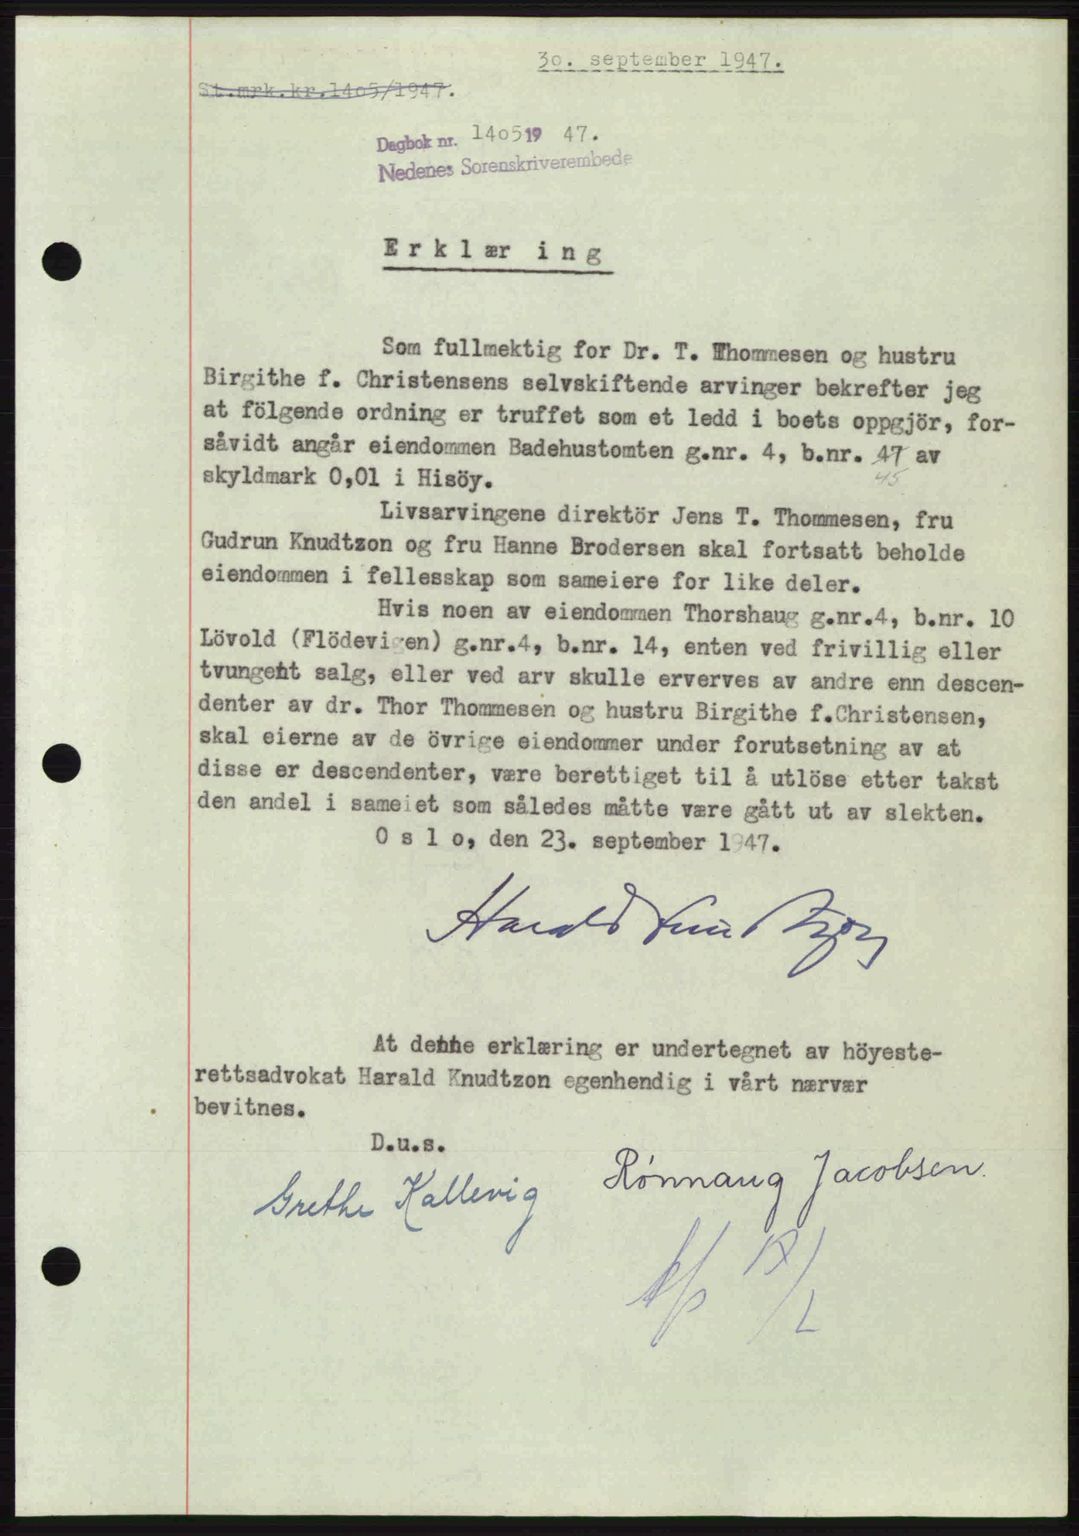 30. september 1947.
St.mrk.kr.1405/1947.
Dagbok nr. 1405 19 47.
Nedenes Sorenskriverembede
E r k l æ r i n g
Som fullmektig for Dr. T. Thommesen og hustru
Birgithe f. Christensens selvskiftende arvinger bekrefter jeg
at fölgende ordning er truffet som et ledd i boets oppgjör, for-
såvidt angår eiendommen Badehustomten g.nr. 4, b.nr. 47 av
45
skyldmark 0,01 i Hisöy.
Livsarvingene direktör Jens T. Thommesen, fru
Gudrun Knudtzon og fru Hanne Brodersen skal fortsatt beholde
eiendommen i fellesskap som sameiere for like deler.
Hvis noen av eiendommen Thorshaug g.nr.4, b.nr. 10
Lövold (Flödevigen) g.nr.4, b.nr. 14, enten ved frivillig eller
tvungent salg, eller ved arv skulle erverves av andre enn descen-
denter av dr. Thor Thommesen og hustru Birgithe f.Christensen,
skal eierne av de övrige eiendommer under forutsetning av at
disse er descendenter, være berettiget til å utlöse etter takst
den andel i sameiet som således måtte være gått ut av slekten.
O s l o, den 23. september 1947.
Harald Knudtzon
At denne erklæring er undertegnet av höyeste-
rettsadvokat Harald Knudtzon egenhendig i vårt nærvær
bevitnes.
D.u.s.
Grethe Kallevig Rønnaug Jacobsen.